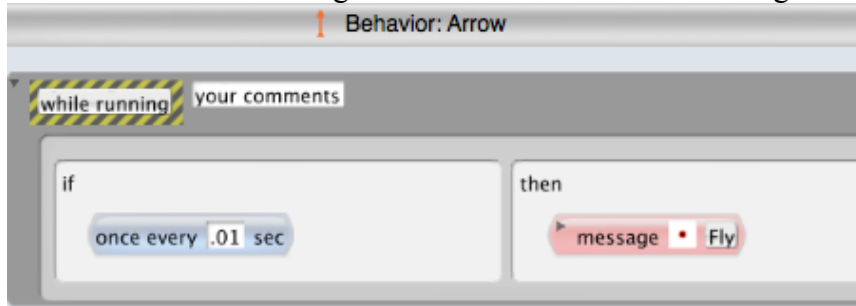 Behavior: Arrow
while running your comments
if then
once every .01 sec message Fly